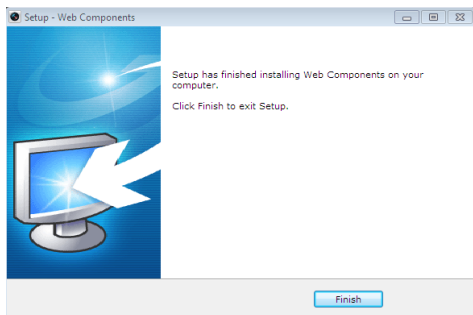 Setup - Web Components
Setup has finished installing Web Components on your
computer.
Click Finish to exit Setup.
Finish